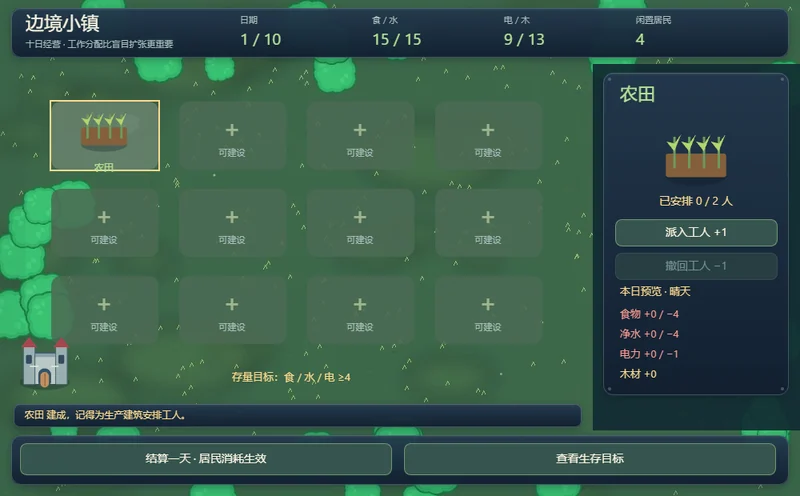 边境小镇
十日经营 · 工作分配比盲目扩张更重要
日期
1 / 10
食 / 水
15 / 15
电 / 木
9 / 13
闲置居民
4
农田
+
可建设
+
可建设
+
可建设
+
可建设
+
可建设
+
可建设
+
可建设
+
可建设
+
可建设
+
可建设
+
可建设
存量目标：食 / 水 / 电 ≥4
农田 建成，记得为生产建筑安排工人。
农田
已安排 0 / 2 人
派入工人 +1
撤回工人 −1
本日预览 · 晴天
食物 +0 / −4
净水 +0 / −4
电力 +0 / −1
木材 +0
结算一天 · 居民消耗生效
查看生存目标